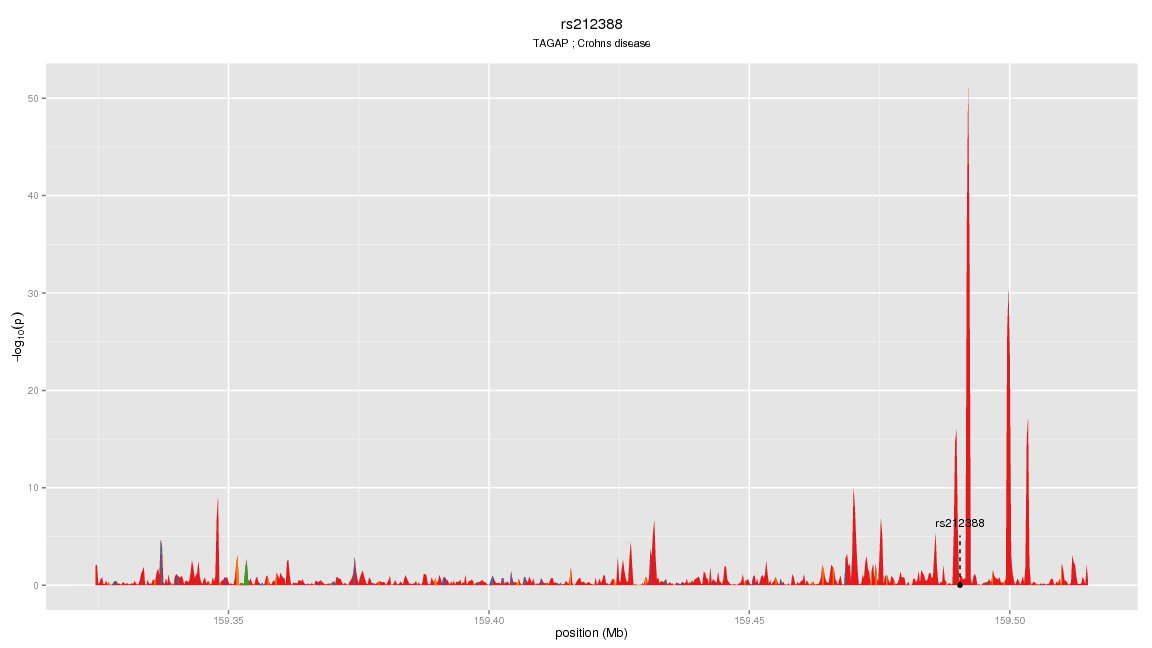 rs212388
TAGAP ; Crohns disease
−log10(p)
50
40
30
20
10
0
rs212388
159.35
159.40
159.45
159.50
position (Mb)